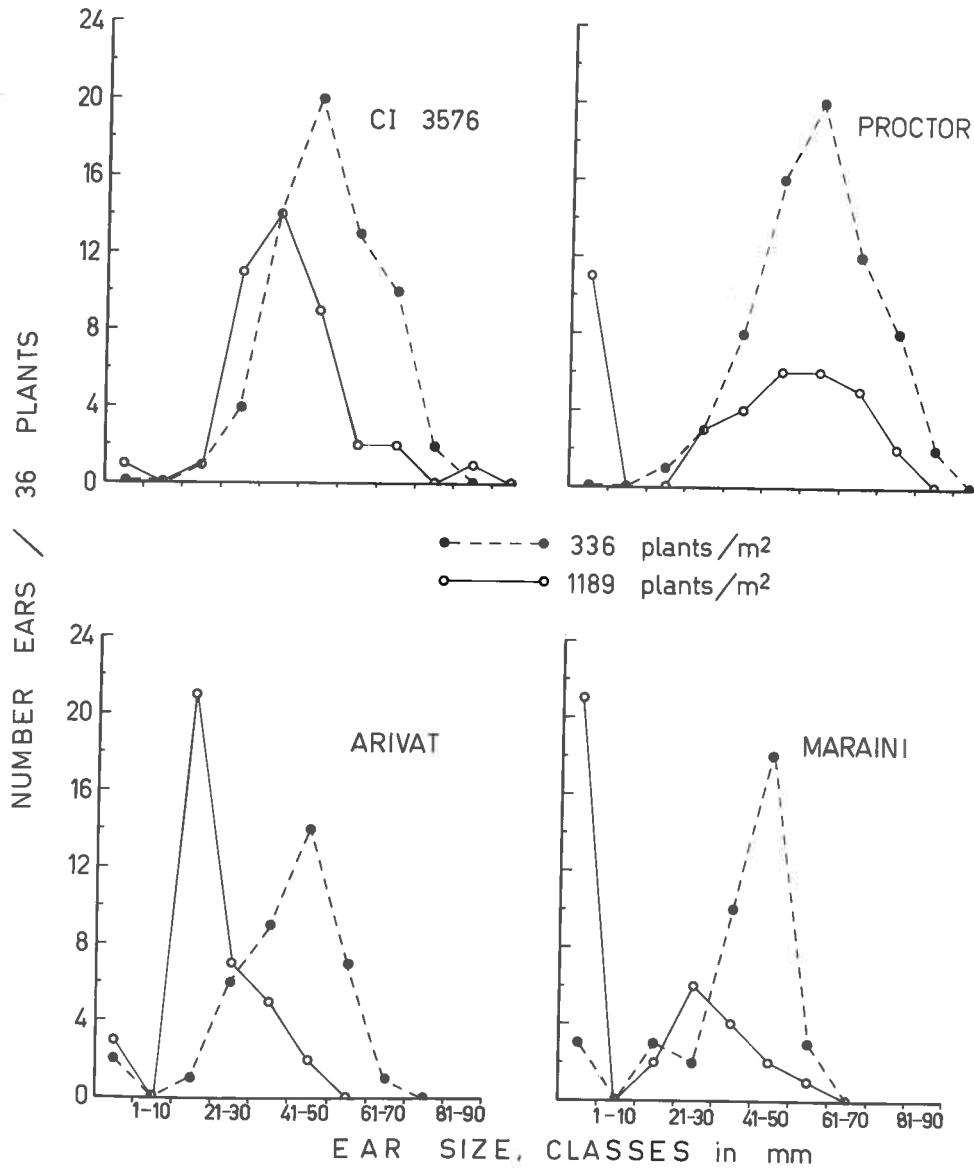 24
20
16
12
8
4
0
CI 3576
PROCTOR
336 plants/m²
1189 plants/m²
NUMBER EARS / 36 PLANTS
24
20
16
12
8
4
0
ARIVAT
MARAINI
1-10 21-30 41-50 61-70 81-90
1-10 21-30 41-50 61-70 81-90
EAR SIZE, CLASSES in mm